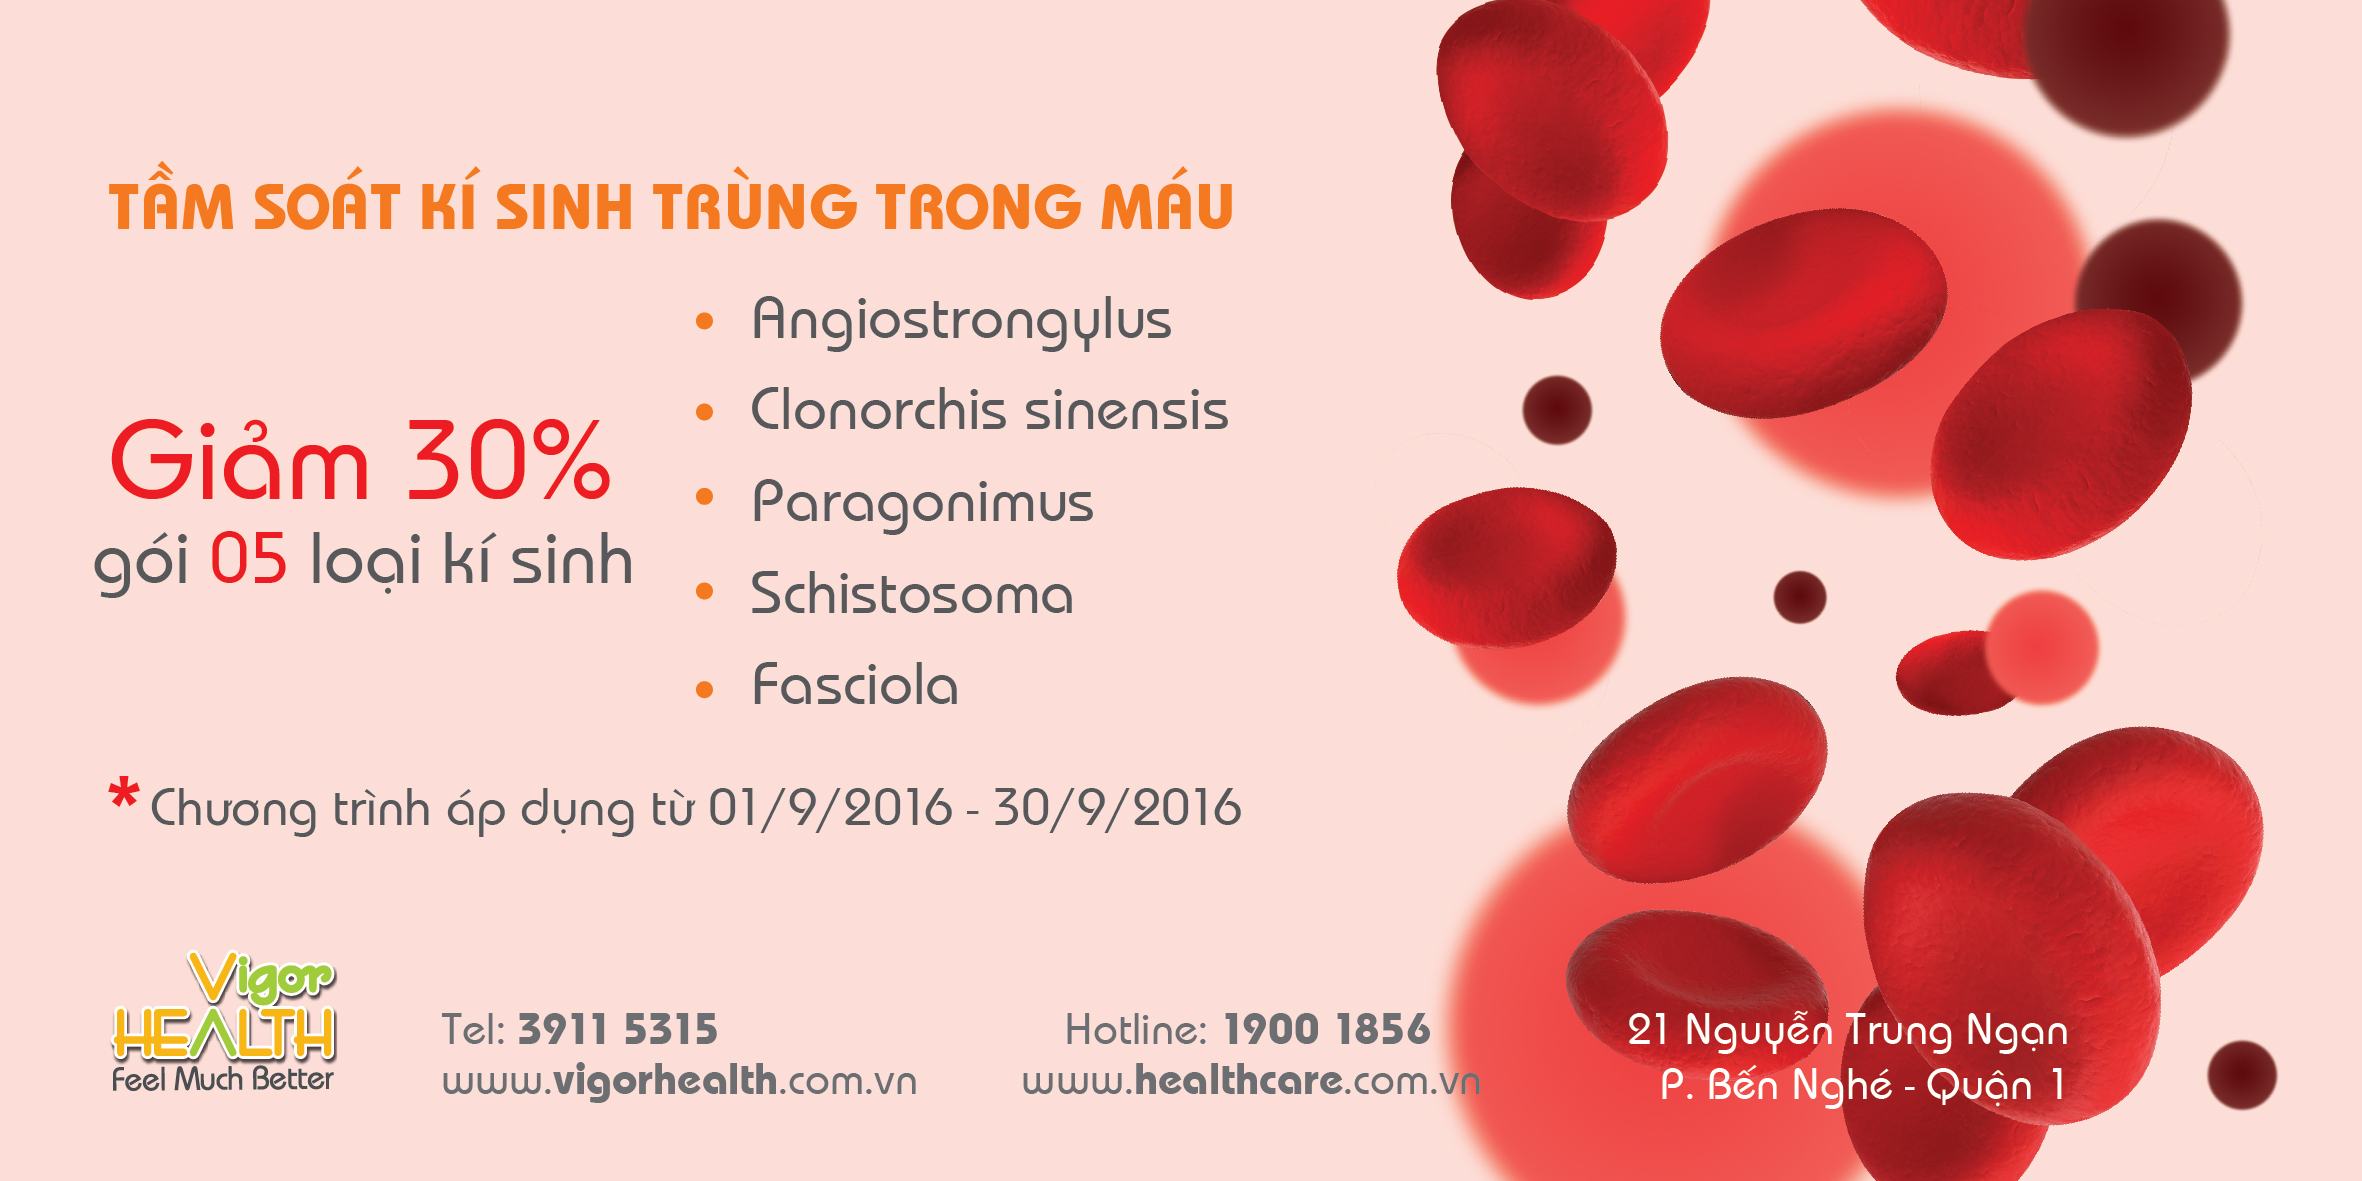 TẦM SOÁT KÍ SINH TRÙNG TRONG MÁU
Giảm 30%
gói 05 loại kí sinh
• Angiostrongylus
• Clonorchis sinensis
• Paragonimus
• Schistosoma
• Fasciola
* Chương trình áp dụng từ 01/9/2016 - 30/9/2016
Vigor
HEALTH
Feel Much Better
Tel: 3911 5315
www.vigorhealth.com.vn
Hotline: 1900 1856
www.healthcare.com.vn
21 Nguyễn Trung Ngạn
P. Bến Nghé - Quận 1